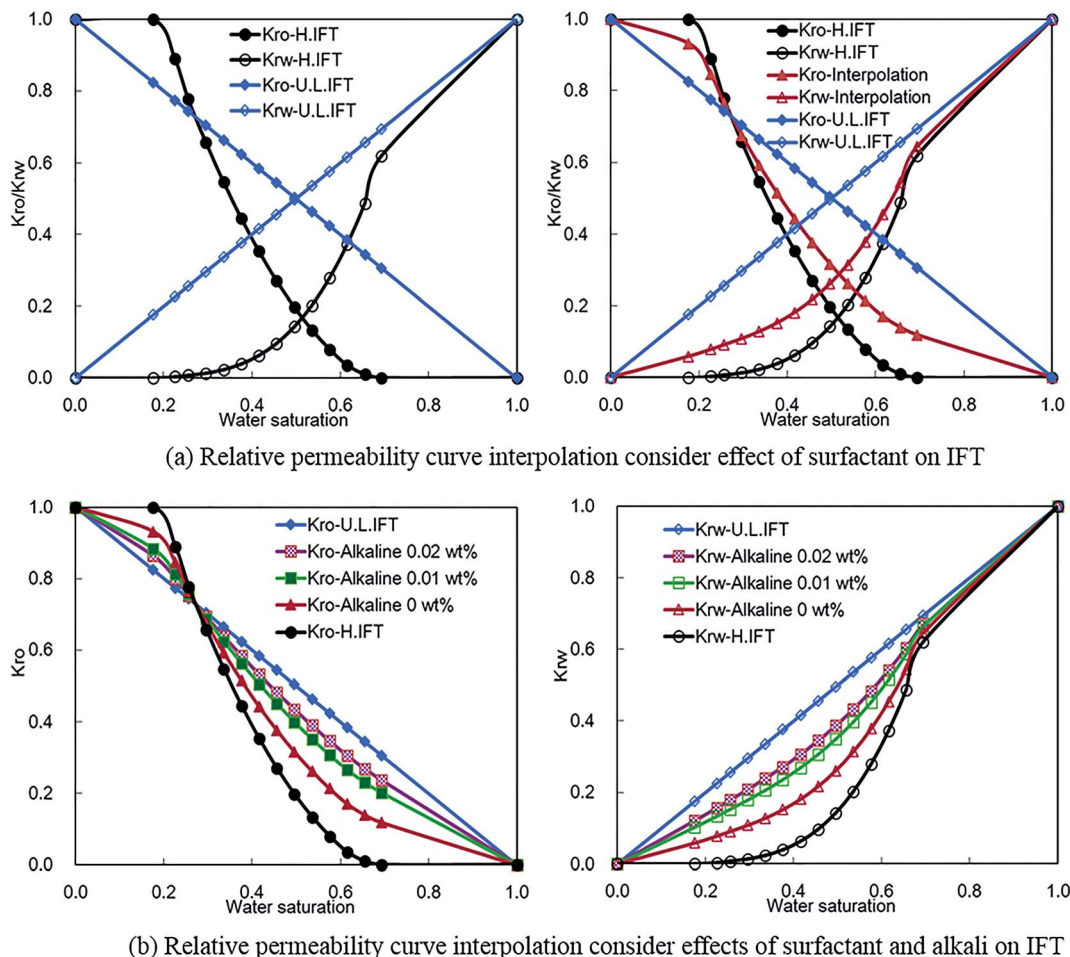 1.0
0.8
0.6
0.4
0.2
0.0
Kro/Krw
Kro-H.IFT
Krw-H.IFT
Kro-U.L.IFT
Krw-U.L.IFT
0.0 0.2 0.4 0.6 0.8 1.0
Water saturation
1.0
0.8
0.6
0.4
0.2
0.0
Kro/Krw
Kro-H.IFT
Krw-H.IFT
Kro-Interpolation
Krw-Interpolation
Kro-U.L.IFT
Krw-U.L.IFT
0.0 0.2 0.4 0.6 0.8 1.0
Water saturation
(a) Relative permeability curve interpolation consider effect of surfactant on IFT
1.0
0.8
0.6
0.4
0.2
0.0
Kro
Kro-U.L.IFT
Kro-Alkaline 0.02 wt%
Kro-Alkaline 0.01 wt%
Kro-Alkaline 0 wt%
Kro-H.IFT
0.0 0.2 0.4 0.6 0.8 1.0
Water saturation
1.0
0.8
0.6
0.4
0.2
0.0
Krw
Krw-U.L.IFT
Krw-Alkaline 0.02 wt%
Krw-Alkaline 0.01 wt%
Krw-Alkaline 0 wt%
Krw-H.IFT
0.0 0.2 0.4 0.6 0.8 1.0
Water saturation
(b) Relative permeability curve interpolation consider effects of surfactant and alkali on IFT